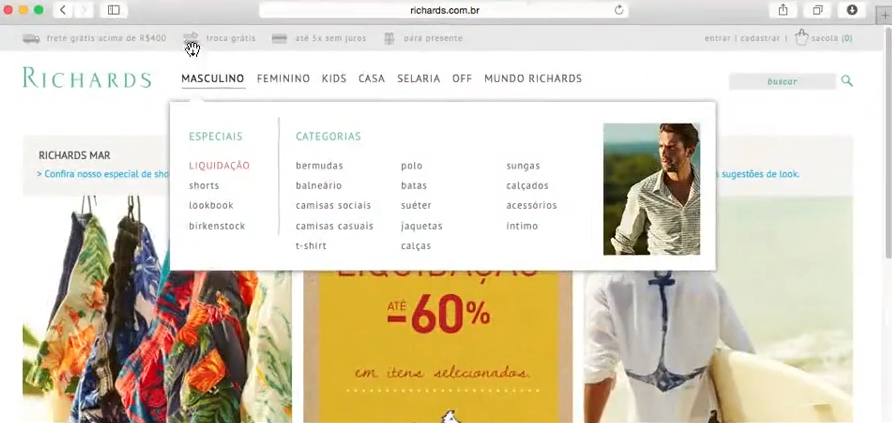 richards.com.br
frete grátis acima de R$400
troca grátis
até 5x sem juros
para presente
entrar | cadastrar |
sacola (0)
RICHARDS
MASCULINO
FEMININO
KIDS
CASA
SELARIA
OFF
MUNDO RICHARDS
buscar
ESPECIAIS
LIQUIDAÇÃO
shorts
lookbook
birkenstock
CATEGORIAS
bermudas
balneário
camisas sociais
camisas casuais
t-shirt
polo
batas
suéter
jaquetas
calças
sungas
calçados
acessórios
íntimo
RICHARDS MAR
> Confira nosso especial de
sugestões de look.
LIQUIDAÇÃO
ATÉ
-60%
em itens selecionados.